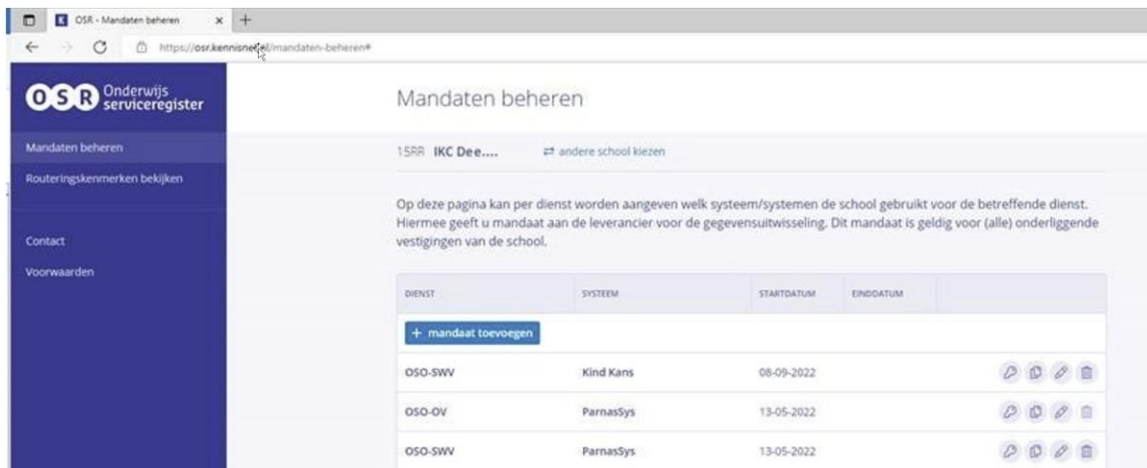 OSR - Mandaten beheren
https://osr.kennisnet.nl/mandaten-beheren#
OSR Onderwijs
serviceregister
Mandaten beheren
Routeringskenmerken bekijken
Contact
Voorwaarden
Mandaten beheren
15RR IKC Dee.... andere school kiezen
Op deze pagina kan per dienst worden aangeven welk systeem/systemen de school gebruikt voor de betreffende dienst.
Hiermee geeft u mandaat aan de leverancier voor de gegevensuitwisseling. Dit mandaat is geldig voor (alle) onderliggende
vestigingen van de school.
DIENST SYSTEEM STARTDATUM EINDDATUM
+ mandaat toevoegen
OSO-SWV Kind Kans 08-09-2022
OSO-OV ParnasSys 13-05-2022
OSO-SWV ParnasSys 13-05-2022